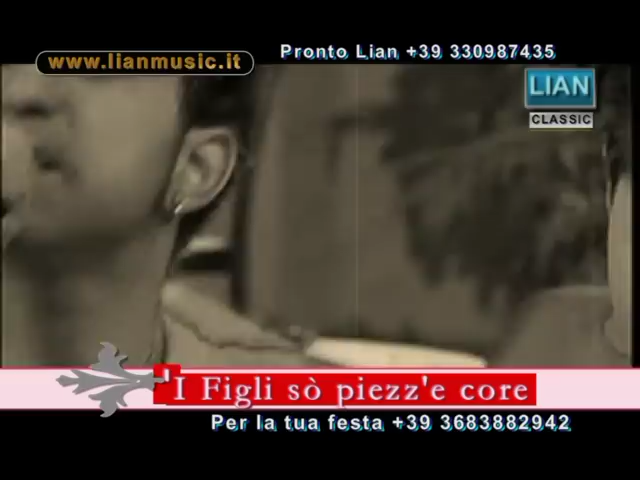 www.lianmusic.it
Pronto Lian +39 330987435
LIAN
CLASSIC
'I Figli sò piezz'e core
Per la tua festa +39 3683882942